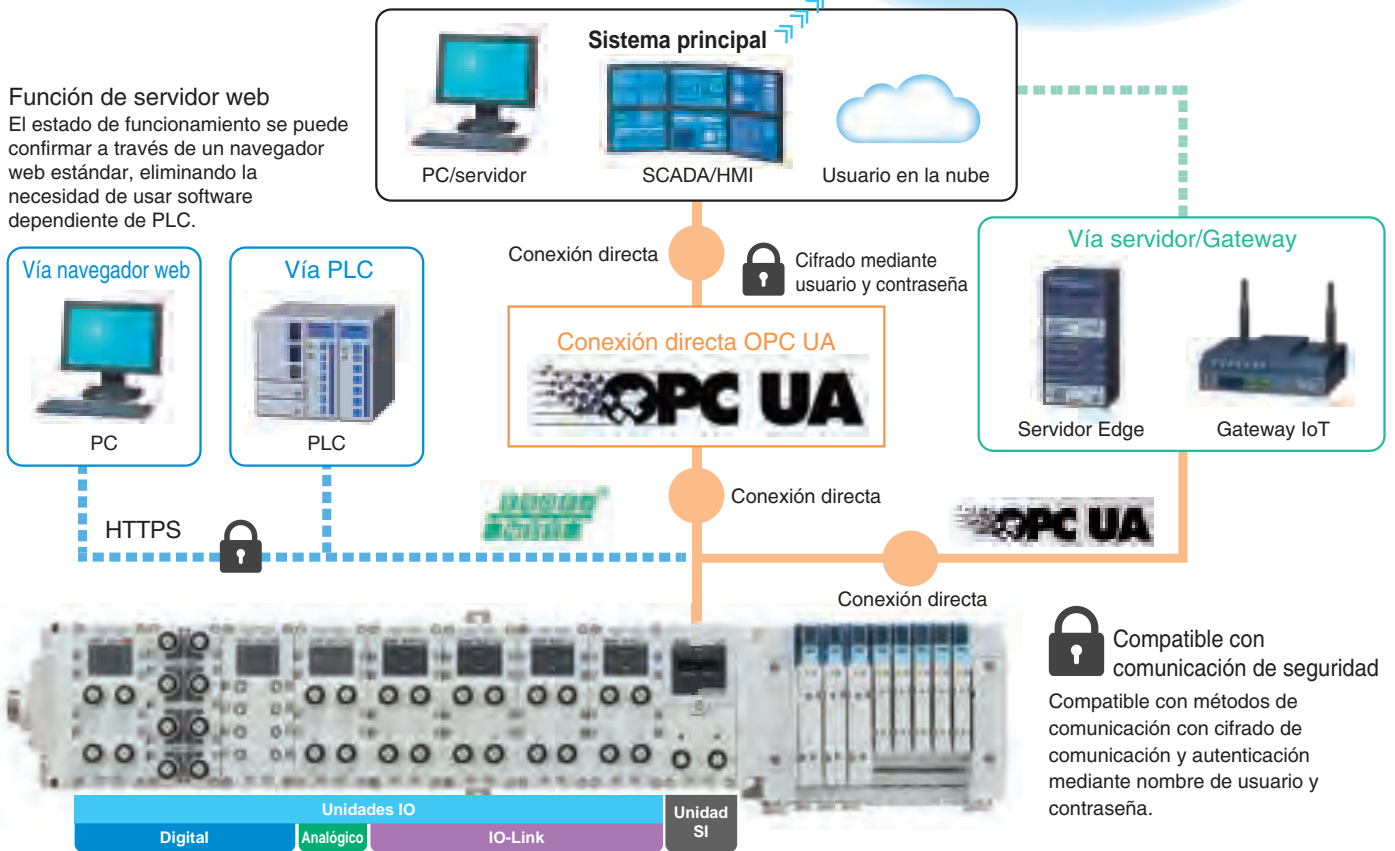 Sistema principal
PC/servidor
SCADA/HMI
Usuario en la nube
Función de servidor web
El estado de funcionamiento se puede
confirmar a través de un navegador
web estándar, eliminando la
necesidad de usar software
dependiente de PLC.
Vía navegador web
PC
Vía PLC
PLC
Conexión directa
Cifrado mediante
usuario y contraseña
Conexión directa OPC UA
OPC UA
Vía servidor/Gateway
Servidor Edge
Gateway IoT
Conexión directa
HTTPS
OPC UA
Conexión directa
Compatible con
comunicación de seguridad
Compatible con métodos de
comunicación con cifrado de
comunicación y autenticación
mediante nombre de usuario y
contraseña.
Unidades IO
Digital
Analógico
IO-Link
Unidad
SI